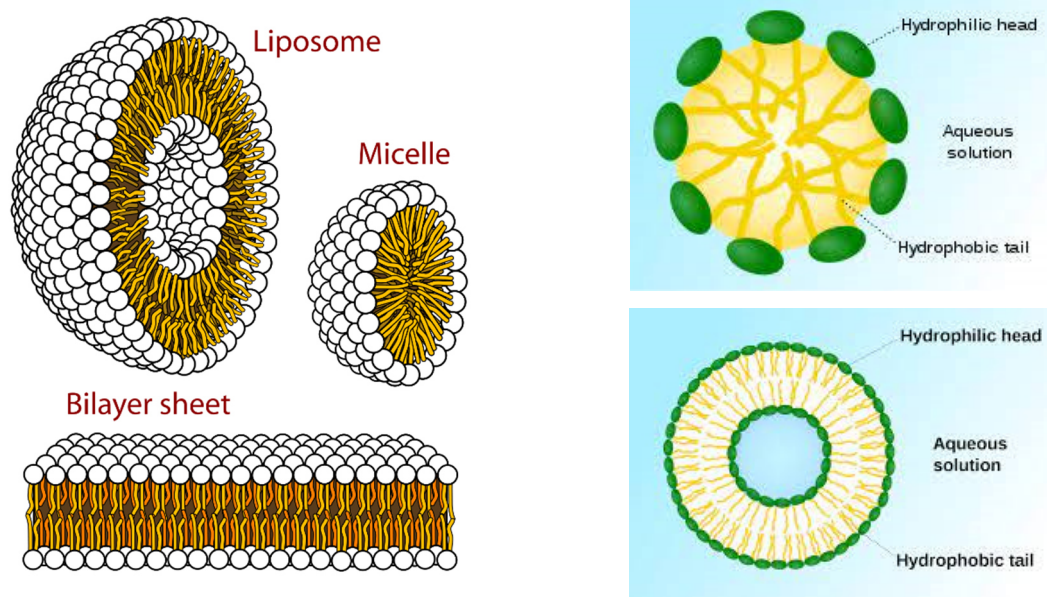 Liposome
Micelle
Bilayer sheet
Hydrophilic head
Aqueous
solution
Hydrophobic tail
Hydrophilic head
Aqueous
solution
Hydrophobic tail